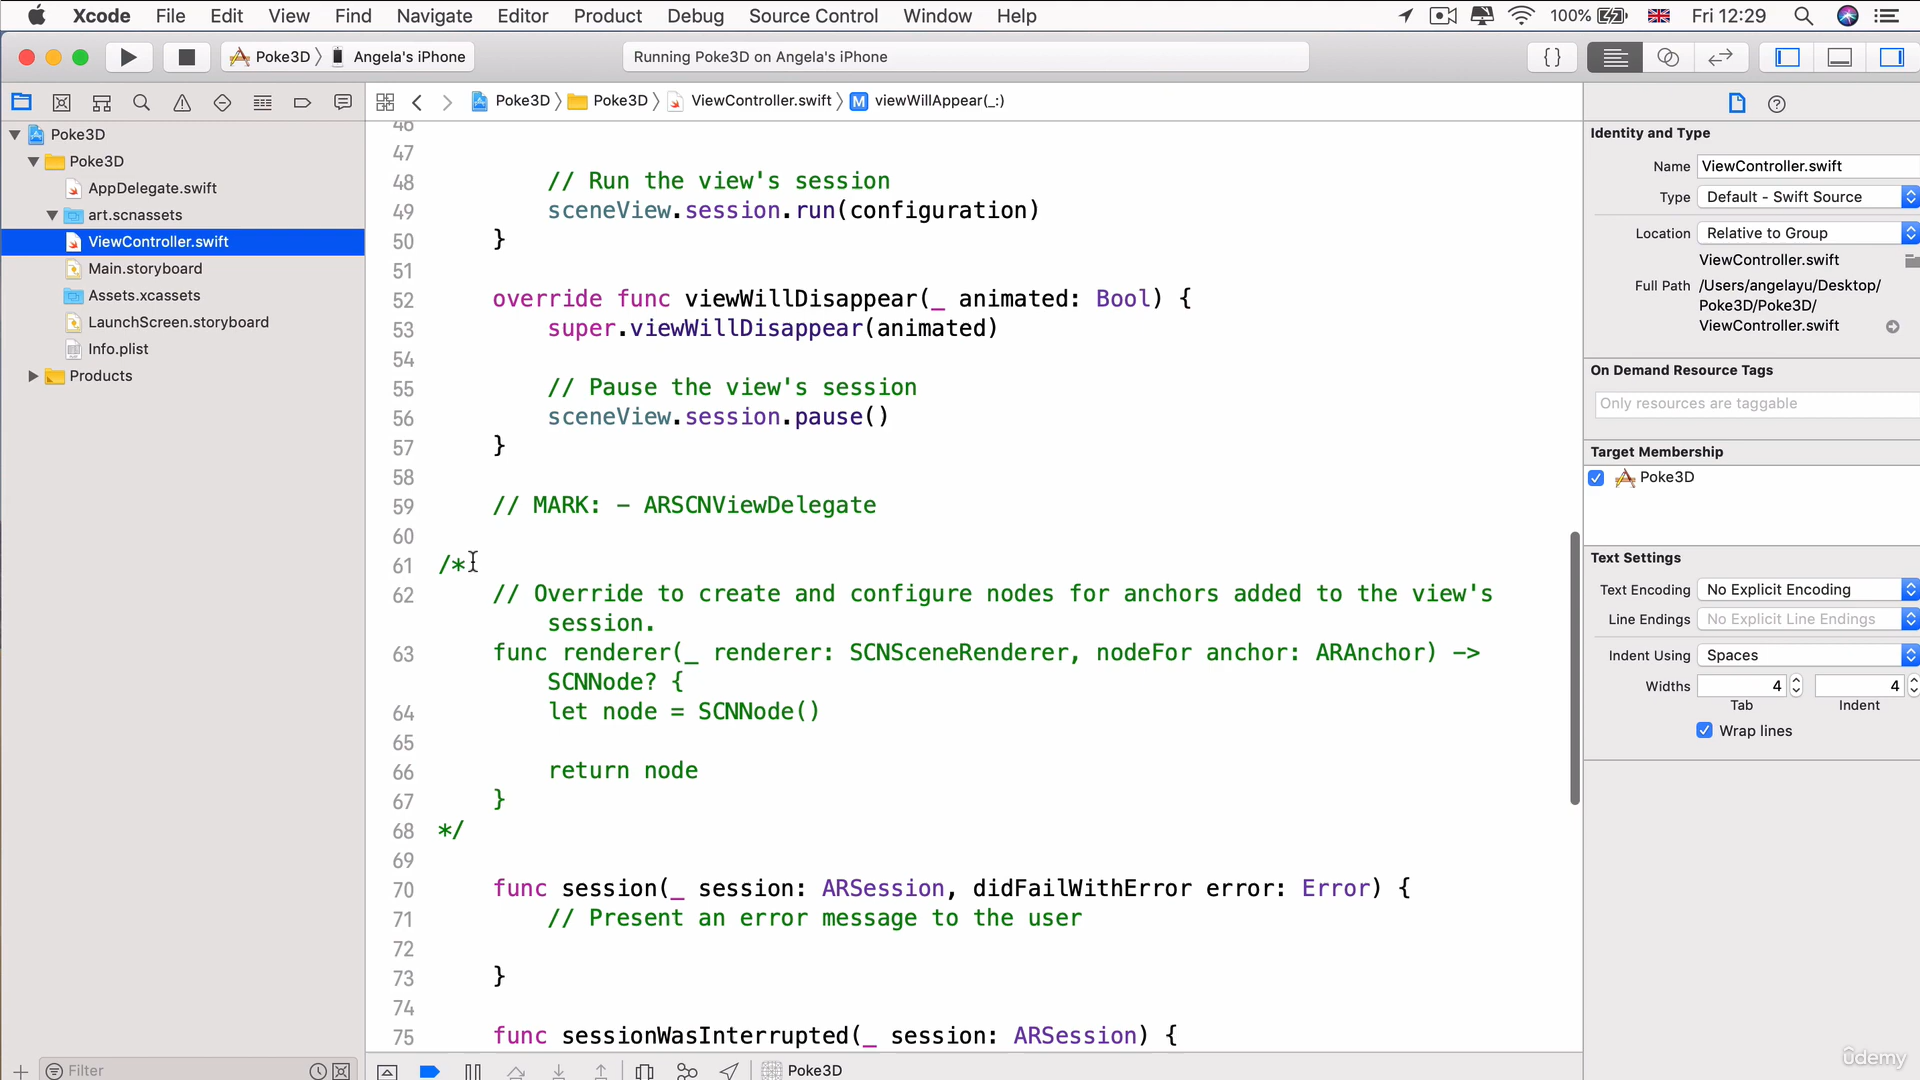 Xcode File Edit View Find Navigate Editor Product Debug Source Control Window Help 100% Fri 12:29
Poke3D Angela's iPhone Running Poke3D on Angela's iPhone { }
Poke3D Poke3D ViewController.swift M viewWillAppear(_:)
Poke3D
Poke3D
AppDelegate.swift
art.scnassets
ViewController.swift
Main.storyboard
Assets.xcassets
LaunchScreen.storyboard
Info.plist
Products
Filter
46
47
48 // Run the view's session
49 sceneView.session.run(configuration)
50 }
51
52 override func viewWillDisappear(_ animated: Bool) {
53 super.viewWillDisappear(animated)
54
55 // Pause the view's session
56 sceneView.session.pause()
57 }
58
59 // MARK: - ARSCNViewDelegate
60
61 /*
62 // Override to create and configure nodes for anchors added to the view's
session.
63 func renderer(_ renderer: SCNSceneRenderer, nodeFor anchor: ARAnchor) ->
SCNNode? {
64 let node = SCNNode()
65
66 return node
67 }
68 */
69
70 func session(_ session: ARSession, didFailWithError error: Error) {
71 // Present an error message to the user
72
73 }
74
75 func sessionWasInterrupted(_ session: ARSession) {
Poke3D
Identity and Type
Name ViewController.swift
Type Default - Swift Source
Location Relative to Group
ViewController.swift
Full Path /Users/angelayu/Desktop/
Poke3D/Poke3D/
ViewController.swift
On Demand Resource Tags
Only resources are taggable
Target Membership
Poke3D
Text Settings
Text Encoding No Explicit Encoding
Line Endings No Explicit Line Endings
Indent Using Spaces
Widths 4 4
Tab Indent
Wrap lines
ûdemy